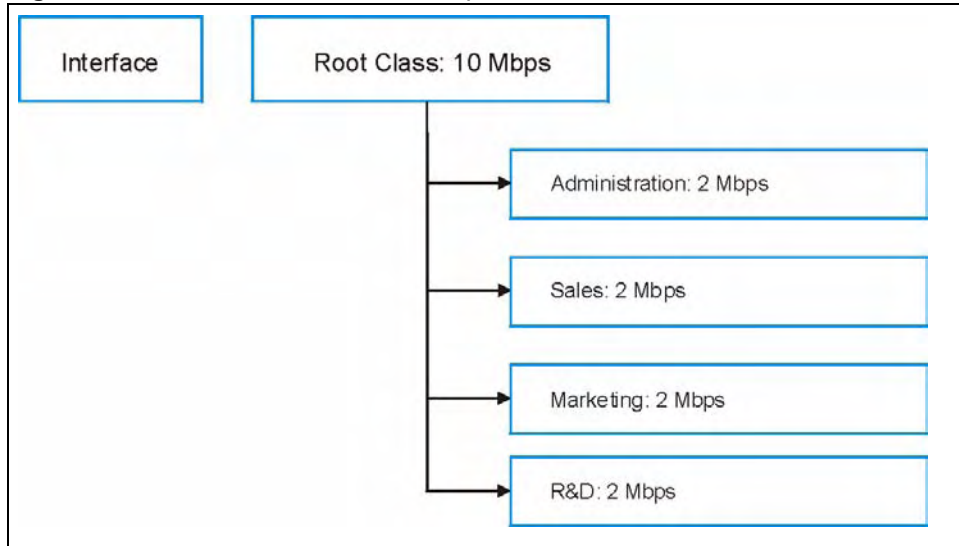 Interface
Root Class: 10 Mbps
Administration: 2 Mbps
Sales: 2 Mbps
Marketing: 2 Mbps
R&D: 2 Mbps